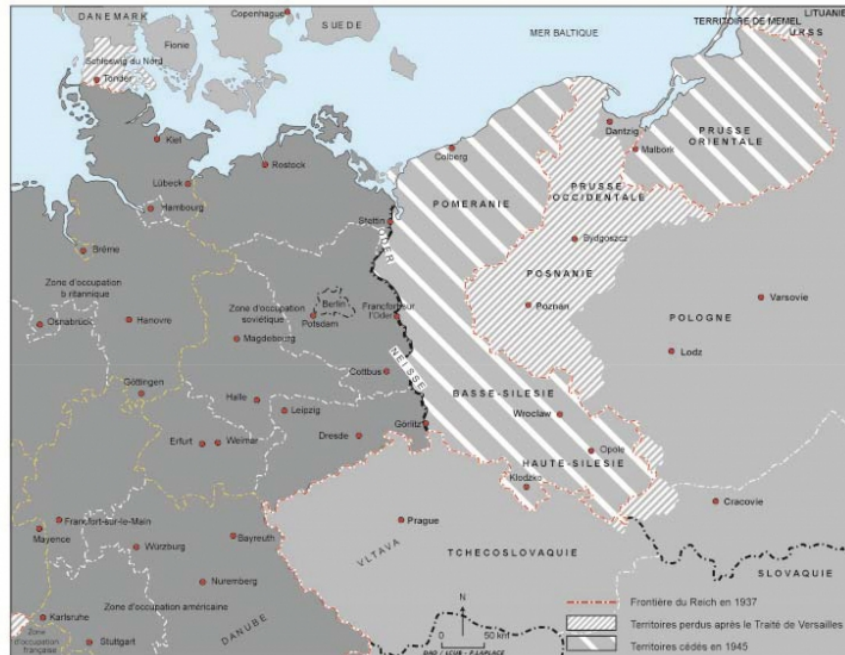 DANEMARK
Copenhague
SUEDE
LITUANIE
TERRITOIRE DE MEMEL
U.R.S.S
MER BALTIQUE
Fionie
Schleswig du Nord
Tonder
Kiel
Rostock
Lübeck
Hambourg
Dantzig
Malbork
PRUSSE
ORIENTALE
Colberg
POMERANIE
PRUSSE
OCCIDENTALE
Stettin
ODER
Bydgoszcz
Brême
Zone d'occupation
b ritannique
POSNANIE
Poznan
Varsovie
POLOGNE
Zone d'occupation
soviétique
Berlin
Potsdam
Francfort sur
l'Oder
Osnabrück
Hanovre
Magdebourg
Lodz
NEISSE
Cottbus
Göttingen
Halle
Leipzig
BASSE-SILESIE
Wroclaw
Görlitz
Erfurt
Weimar
Dresde
Opole
HAUTE-SILESIE
Klodzko
Cracovie
Francfort-sur-le-Main
Mayence
Prague
Bayreuth
Würzburg
VLTAVA
TCHECOSLOVAQUIE
SLOVAQUIE
Nuremberg
Zone d'occupation américaine
DANUBE
Karlsruhe
Zone
d'occupation
française
Stuttgart
N
0 50 km
Frontière du Reich en 1937
Territoires perdus après le Traité de Versailles
Territoires cédés en 1945